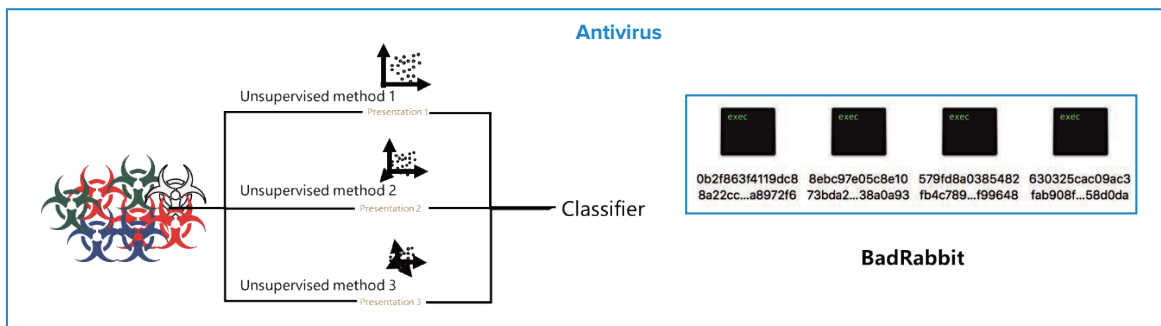 Antivirus
Unsupervised method 1
Presentation 1
Unsupervised method 2
Presentation 2
Unsupervised method 3
Presentation 3
Classifier
exec
exec
exec
exec
0b2f863f4119dc8
8a22cc...a8972f6
8ebc97e05c8e10
73bda2...38a0a93
579fd8a0385482
fb4c789...f99648
630325cac09ac3
fab908f...58d0da
BadRabbit